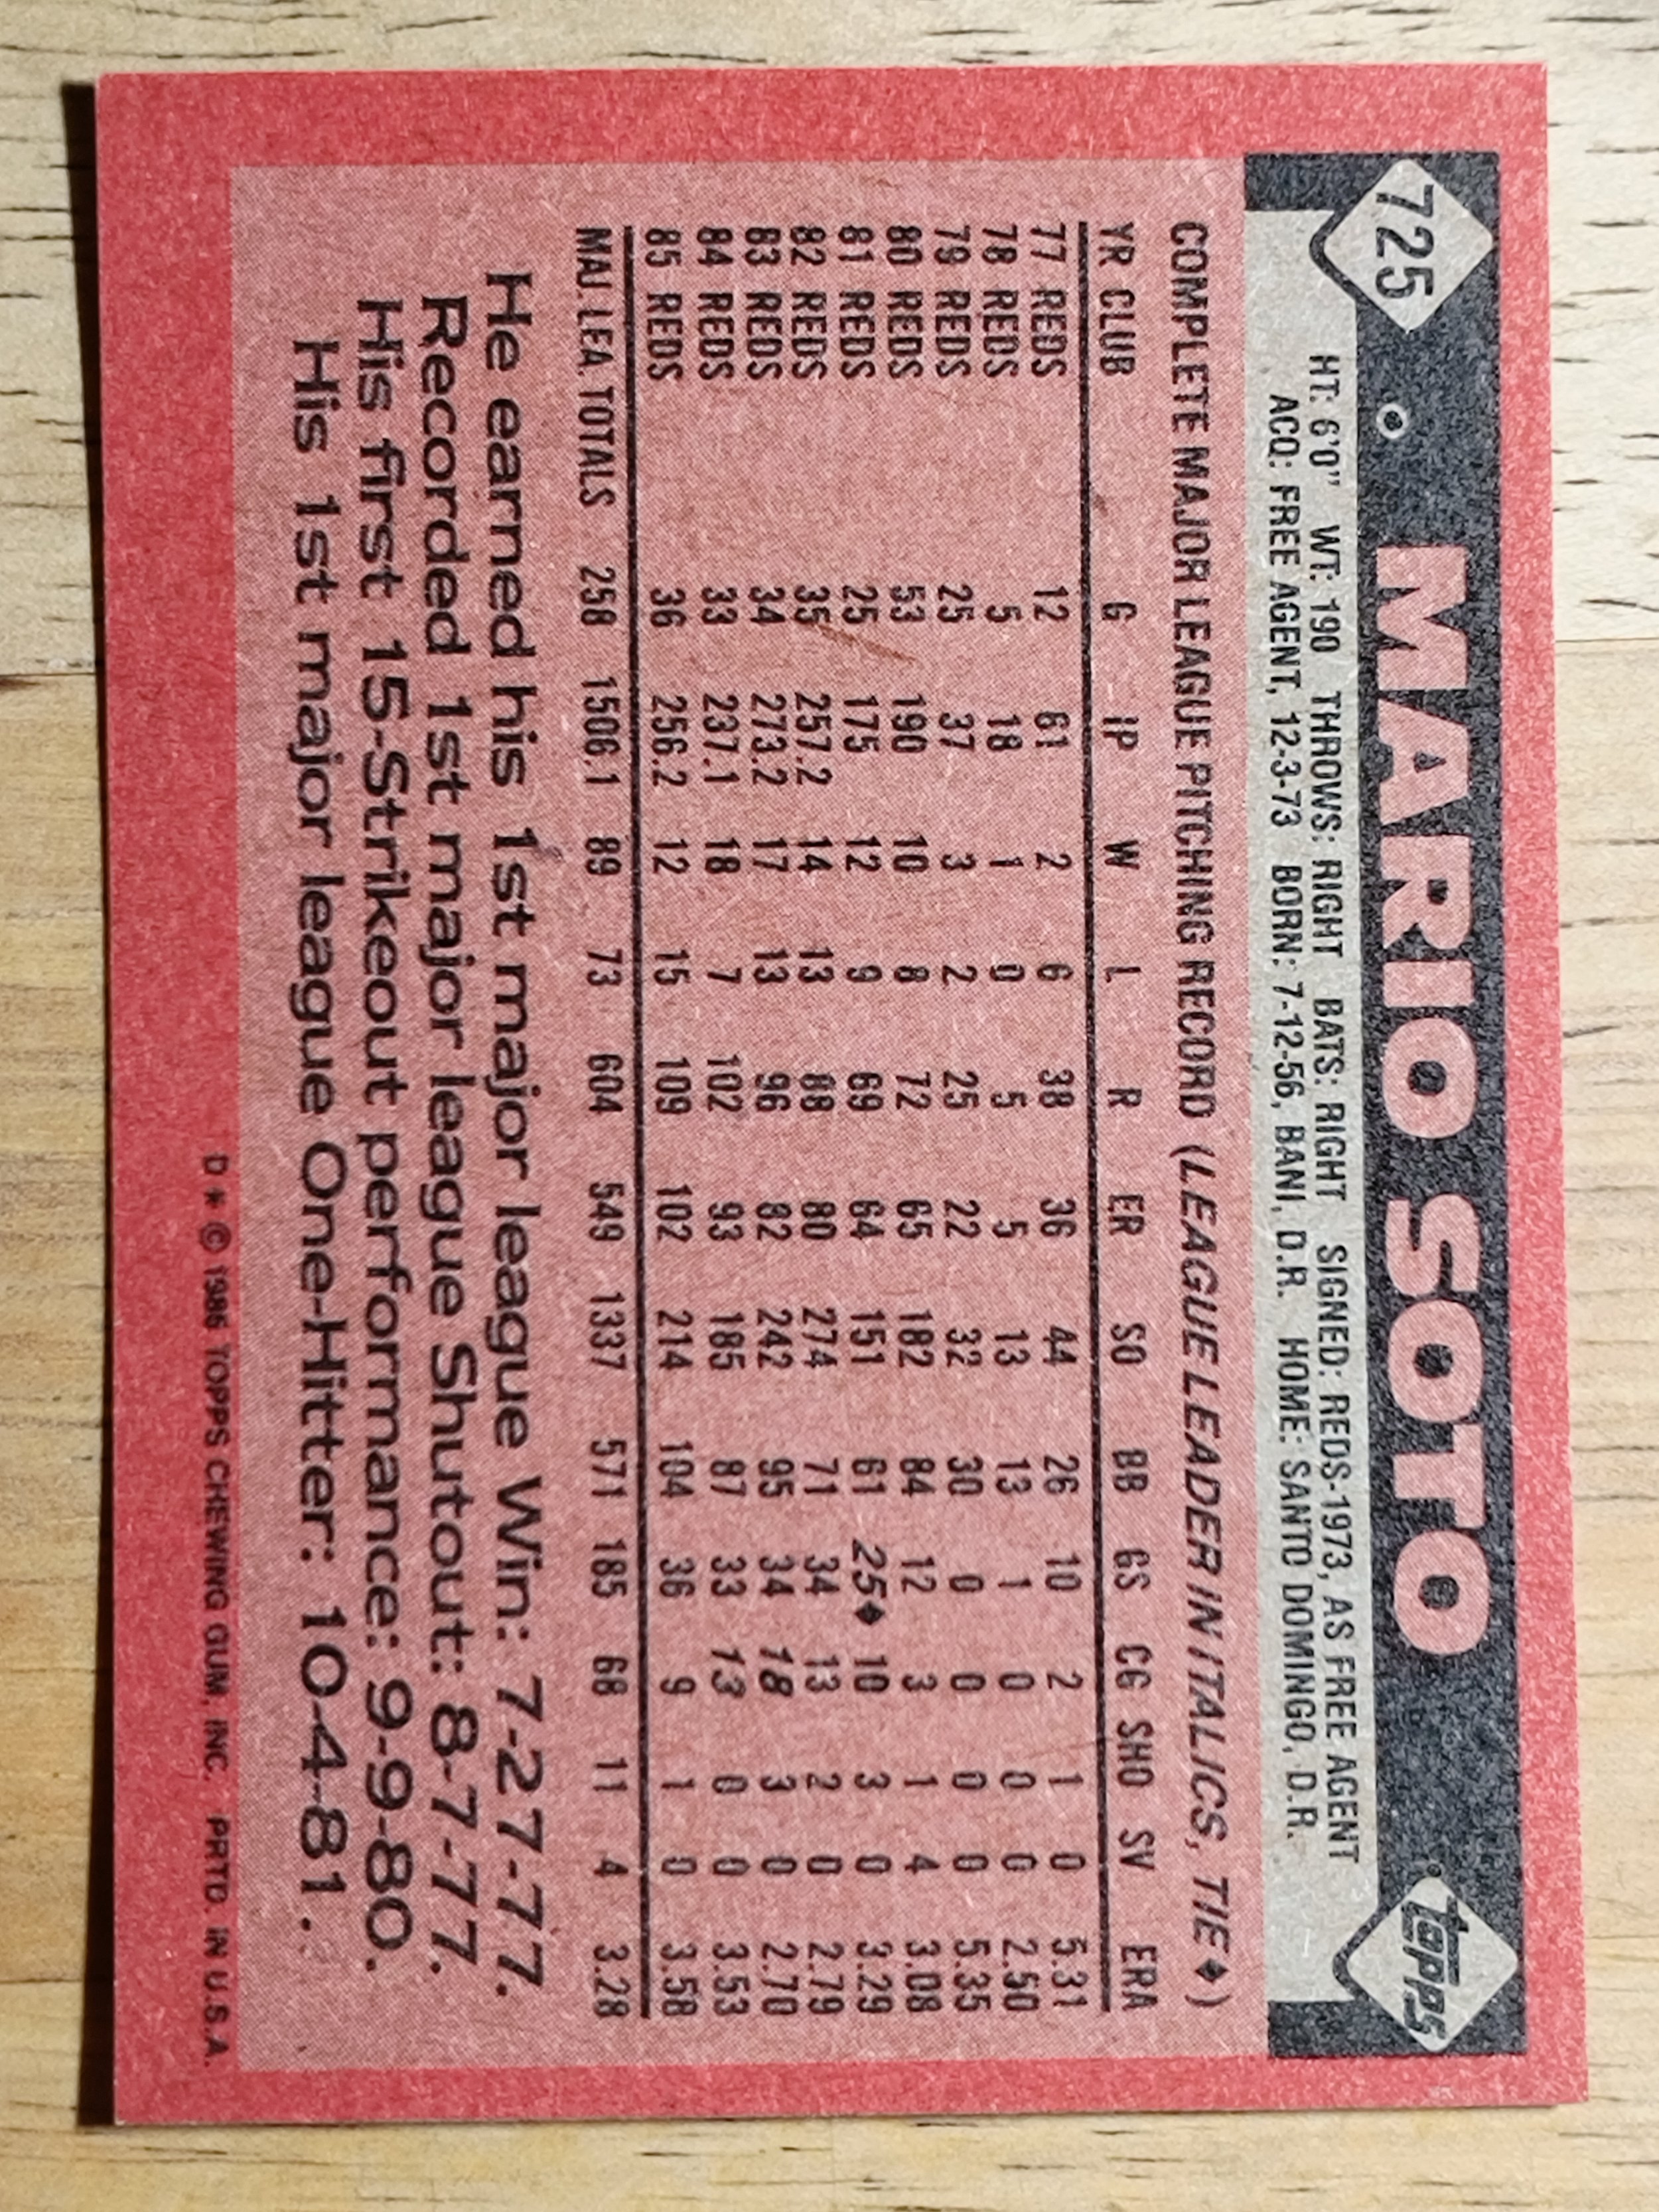 725 MARIO SOTO topps
HT: 6'0" WT: 190 THROWS: RIGHT BATS: RIGHT SIGNED: REDS-1973, AS FREE AGENT
ACQ: FREE AGENT, 12-3-73 BORN: 7-12-56, BANI, D.R. HOME: SANTO DOMINGO, D.R.
COMPLETE MAJOR LEAGUE PITCHING RECORD (LEAGUE LEADER IN ITALICS, TIE♦)
YR CLUB G IP W L R ER SO BB GS CG SHO SV ERA
77 REDS 12 61 2 6 38 36 44 26 10 2 1 0 5.31
78 REDS 5 18 1 0 5 5 13 13 1 0 0 0 2.50
79 REDS 25 37 3 2 25 22 32 30 0 0 0 0 5.35
80 REDS 53 190 10 8 72 65 182 84 12 3 1 4 3.08
81 REDS 25 175 12 9 69 64 151 61 25♦ 10 3 0 3.29
82 REDS 35 257.2 14 13 88 80 274 71 34 13 2 0 2.79
83 REDS 34 273.2 17 13 96 82 242 95 34 18 3 0 2.70
84 REDS 33 237.1 18 7 102 93 185 87 33 13 0 0 3.53
85 REDS 36 256.2 12 15 109 102 214 104 36 9 1 0 3.58
MAJ. LEA. TOTALS 258 1506.1 89 73 604 549 1337 571 185 68 11 4 3.28
He earned his 1st major league Win: 7-27-77.
Recorded 1st major league Shutout: 8-7-77.
His first 15-Strikeout performance: 9-9-80.
His 1st major league One-Hitter: 10-4-81.
D * © 1986 TOPPS CHEWING GUM, INC. PRTD. IN U.S.A.